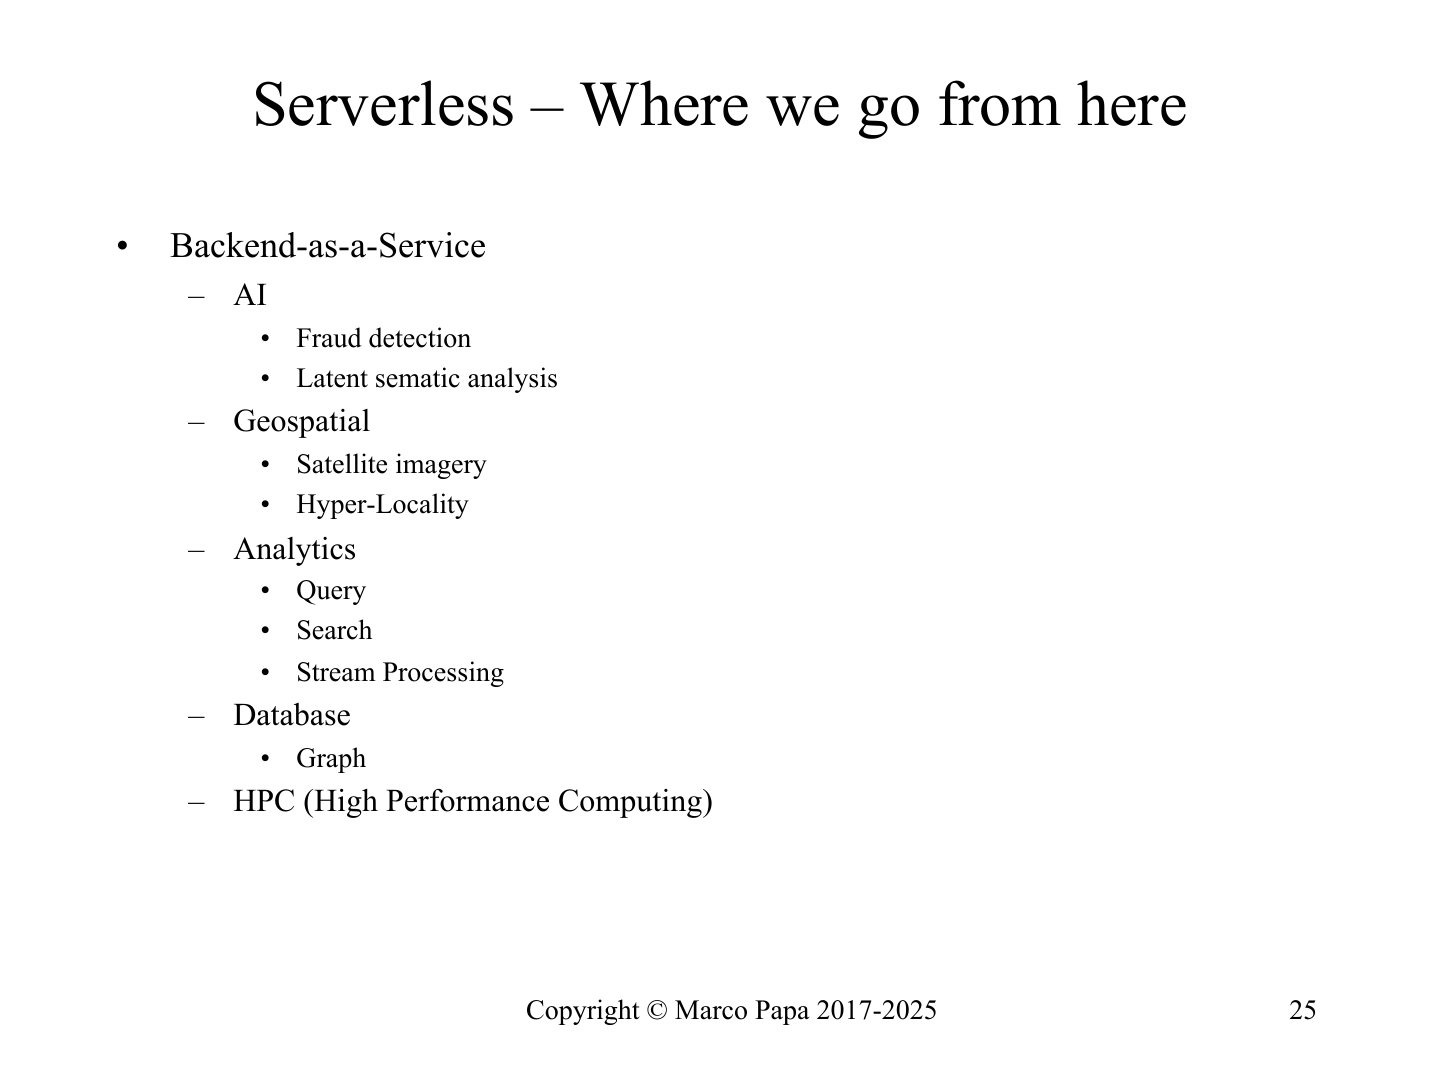 Serverless – Where we go from here
• Backend-as-a-Service
– AI
• Fraud detection
• Latent sematic analysis
– Geospatial
• Satellite imagery
• Hyper-Locality
– Analytics
• Query
• Search
• Stream Processing
– Database
• Graph
– HPC (High Performance Computing)
Copyright © Marco Papa 2017-2025 25